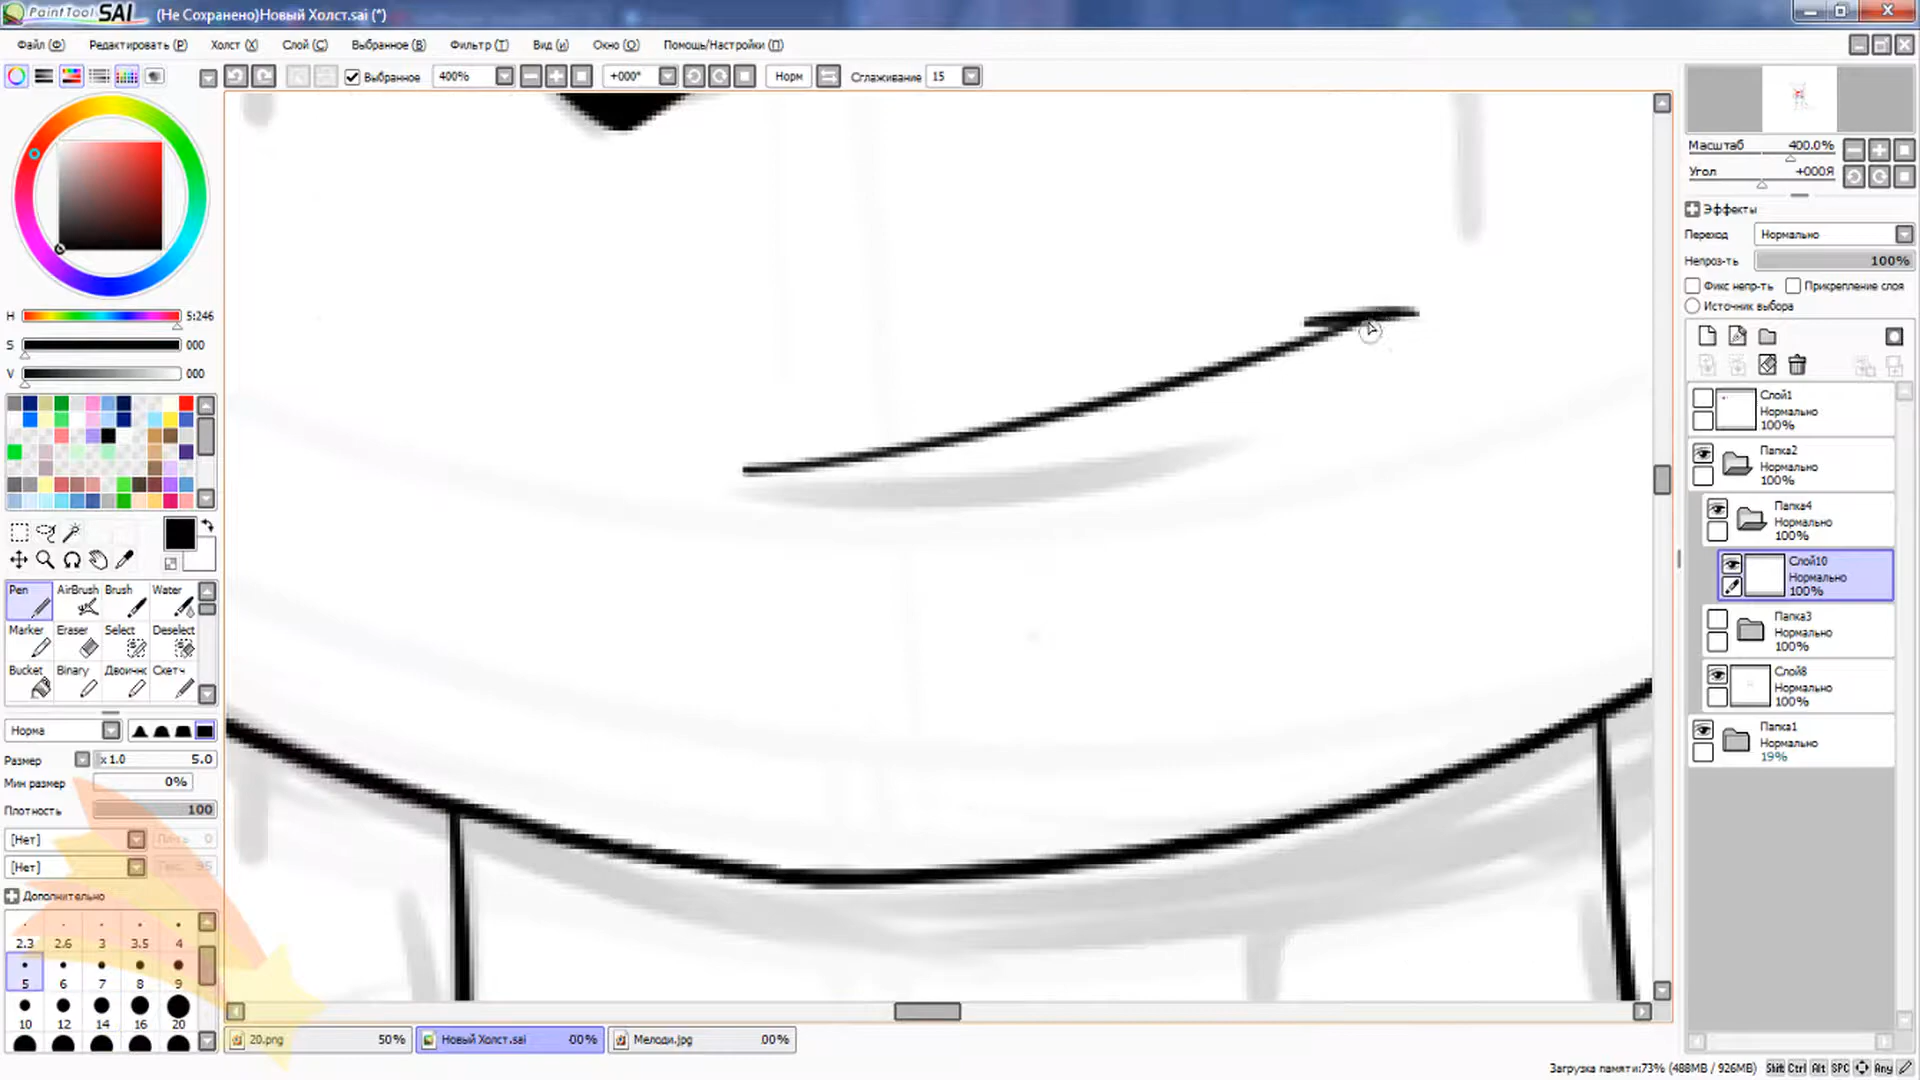 PaintTool SAI (Не Сохранено)Новый Холст.sai (*)
Файл (Ф) Редактировать (Р) Холст (X) Слой (С) Выбранное (В) Фильтр (Т) Вид (и) Окно (О) Помощь/Настройки (П)
Выбранное 400% +000° Норм Сглаживание 15
Масштаб 400.0%
Угол +000Я
Эффекты
Переход Нормально
Непроз-ть 100%
Фикс непр-ть Прикрепление слоя
Источник выбора
H 5:246
S 000
V 000
Слой1
Нормально
100%
Папка2
Нормально
100%
Папка4
Нормально
100%
Слой10
Нормально
100%
Папка3
Нормально
100%
Слой8
Нормально
100%
Папка1
Нормально
19%
Pen AirBrush Brush Water
Marker Eraser Select Deselect
Bucket Binary Двоичнс Скетч
Норма
Размер x 1.0 5.0
Мин размер 0%
Плотность 100
[Нет] 0
[Нет] 95
Дополнительно
2.3 2.6 3 3.5 4
5 6 7 8 9
10 12 14 16 20
20.png 50% Новый Холст.sai 00% Мелоди.jpg 00%
Загрузка памяти:73% (488MB / 926MB) Shift Ctrl Alt SPC Any